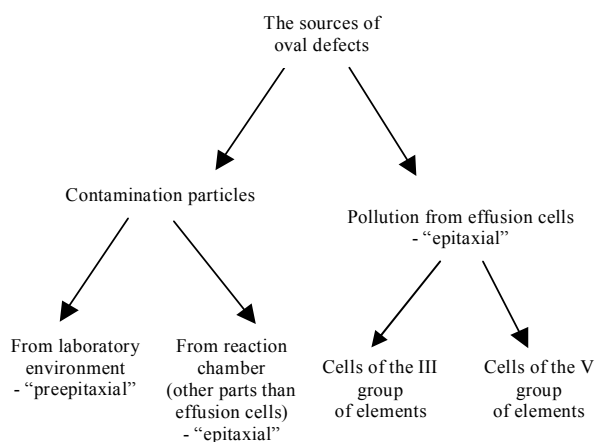 The sources of
oval defects
Contamination particles
Pollution from effusion cells
- “epitaxial”
From laboratory
environment
- “preepitaxial”
From reaction
chamber
(other parts than
effusion cells)
- “epitaxial”
Cells of the III
group
of elements
Cells of the V
group
of elements